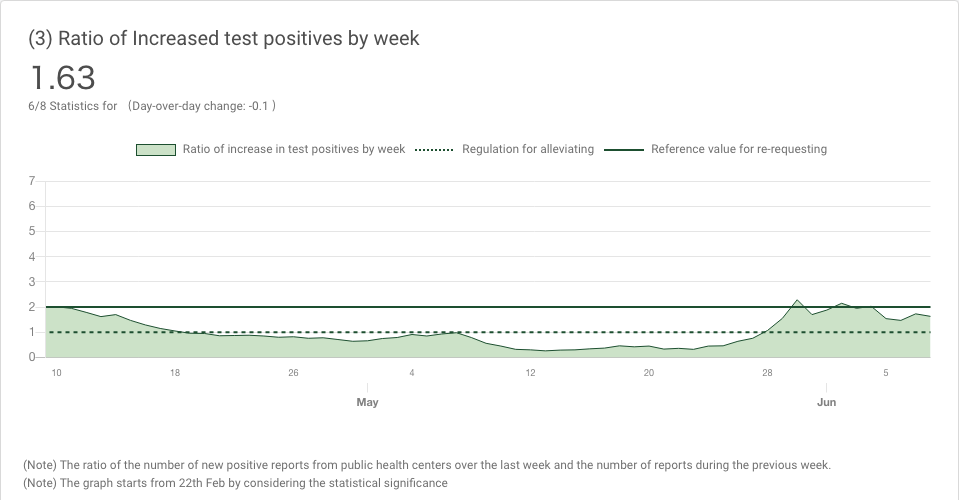 (3) Ratio of Increased test positives by week
1.63
6/8 Statistics for （Day-over-day change: -0.1 ）
Ratio of increase in test positives by week Regulation for alleviating Reference value for re-requesting
7
6
5
4
3
2
1
0
10 18 26 4 12 20 28 5
May Jun
(Note) The ratio of the number of new positive reports from public health centers over the last week and the number of reports during the previous week.
(Note) The graph starts from 22th Feb by considering the statistical significance